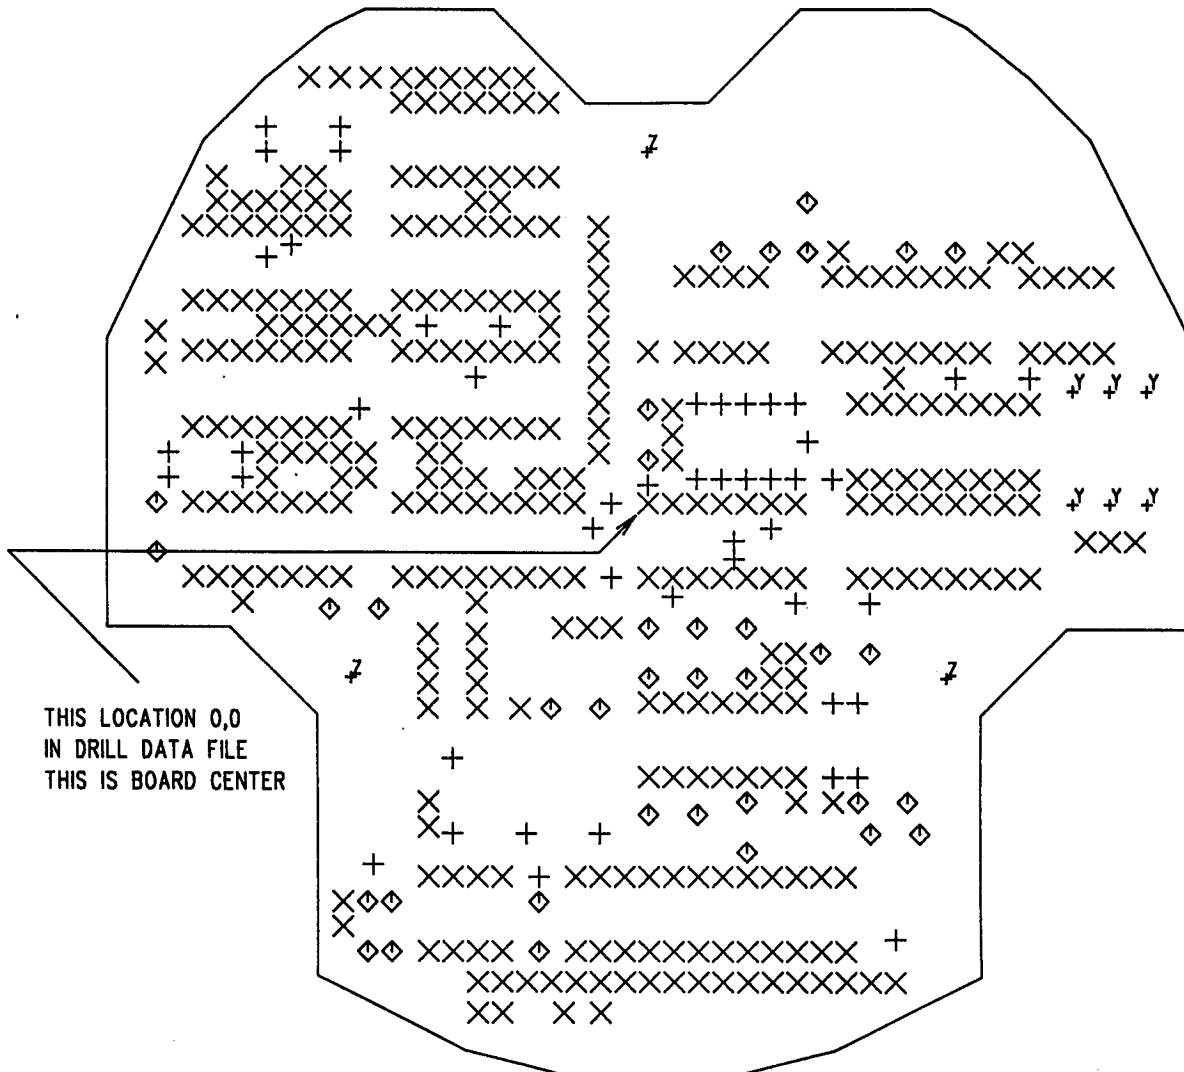 Z
Y Y Y
Y Y Y
Z
Z
THIS LOCATION 0,0
IN DRILL DATA FILE
THIS IS BOARD CENTER